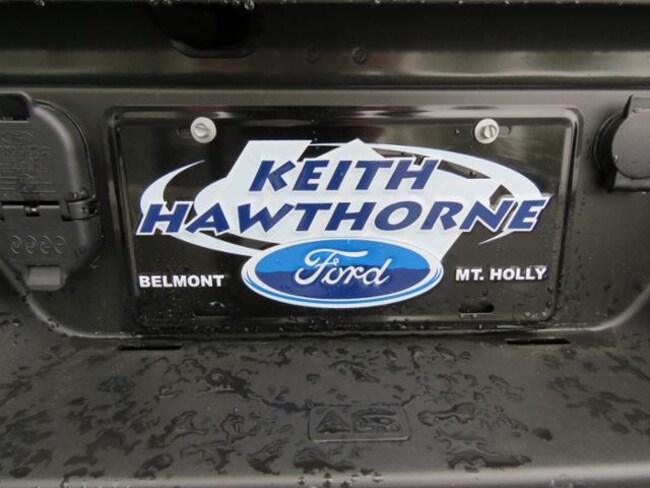 KEITH
HAWTHORNE
Ford
BELMONT
MT. HOLLY